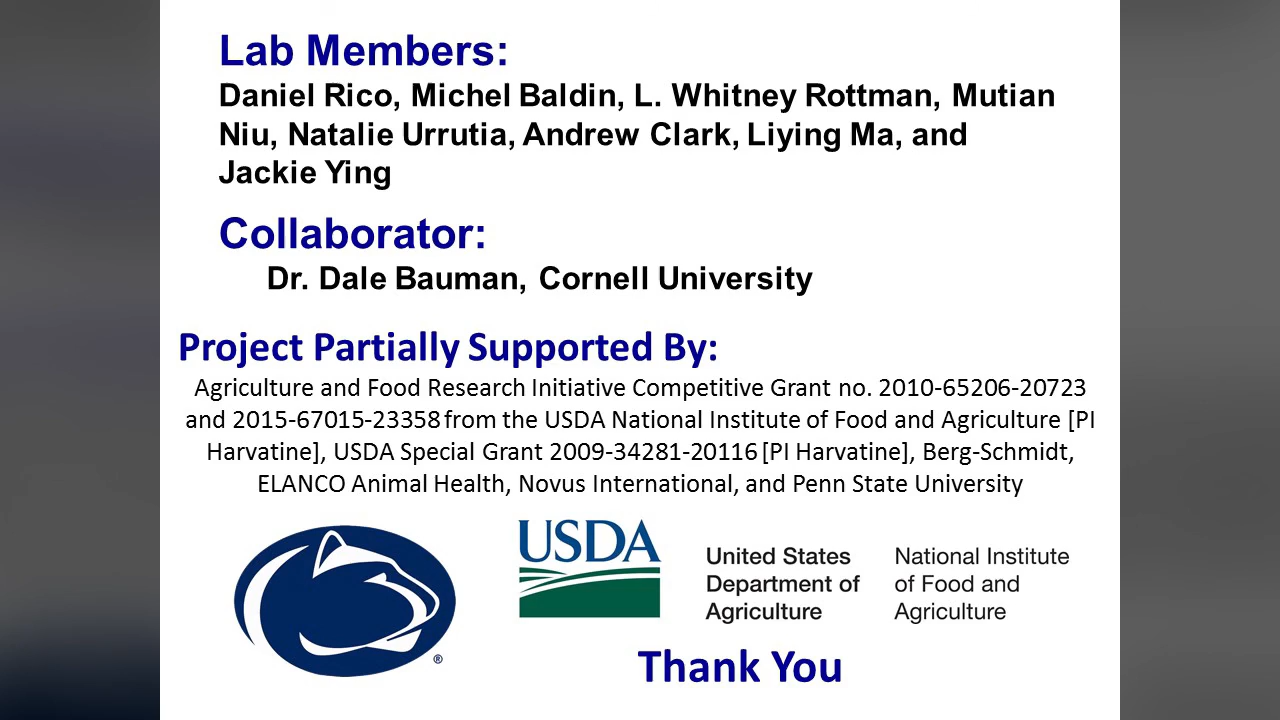 Lab Members:
Daniel Rico, Michel Baldin, L. Whitney Rottman, Mutian
Niu, Natalie Urrutia, Andrew Clark, Liying Ma, and
Jackie Ying
Collaborator:
Dr. Dale Bauman, Cornell University
Project Partially Supported By:
Agriculture and Food Research Initiative Competitive Grant no. 2010-65206-20723
and 2015-67015-23358 from the USDA National Institute of Food and Agriculture [PI
Harvatine], USDA Special Grant 2009-34281-20116 [PI Harvatine], Berg-Schmidt,
ELANCO Animal Health, Novus International, and Penn State University
®
USDA
United States
Department of
Agriculture
National Institute
of Food and
Agriculture
Thank You